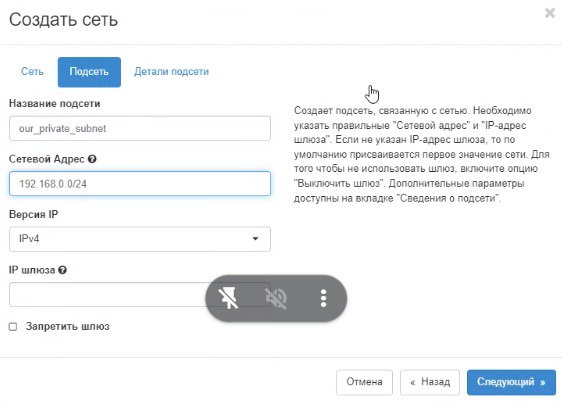 Создать сеть
Сеть
Подсеть
Детали подсети
Название подсети
our_private_subnet
Сетевой Адрес
192.168.0.0/24
Версия IP
IPv4
IP шлюза
Запретить шлюз
Создает подсеть, связанную с сетью. Необходимо
указать правильные "Сетевой адрес" и "IP-адрес
шлюза". Если не указан IP-адрес шлюза, то по
умолчанию присваивается первое значение сети. Для
того чтобы не использовать шлюз, включите опцию
"Выключить шлюз". Дополнительные параметры
доступны на вкладке "Сведения о подсети".
Отмена
« Назад
Следующий »